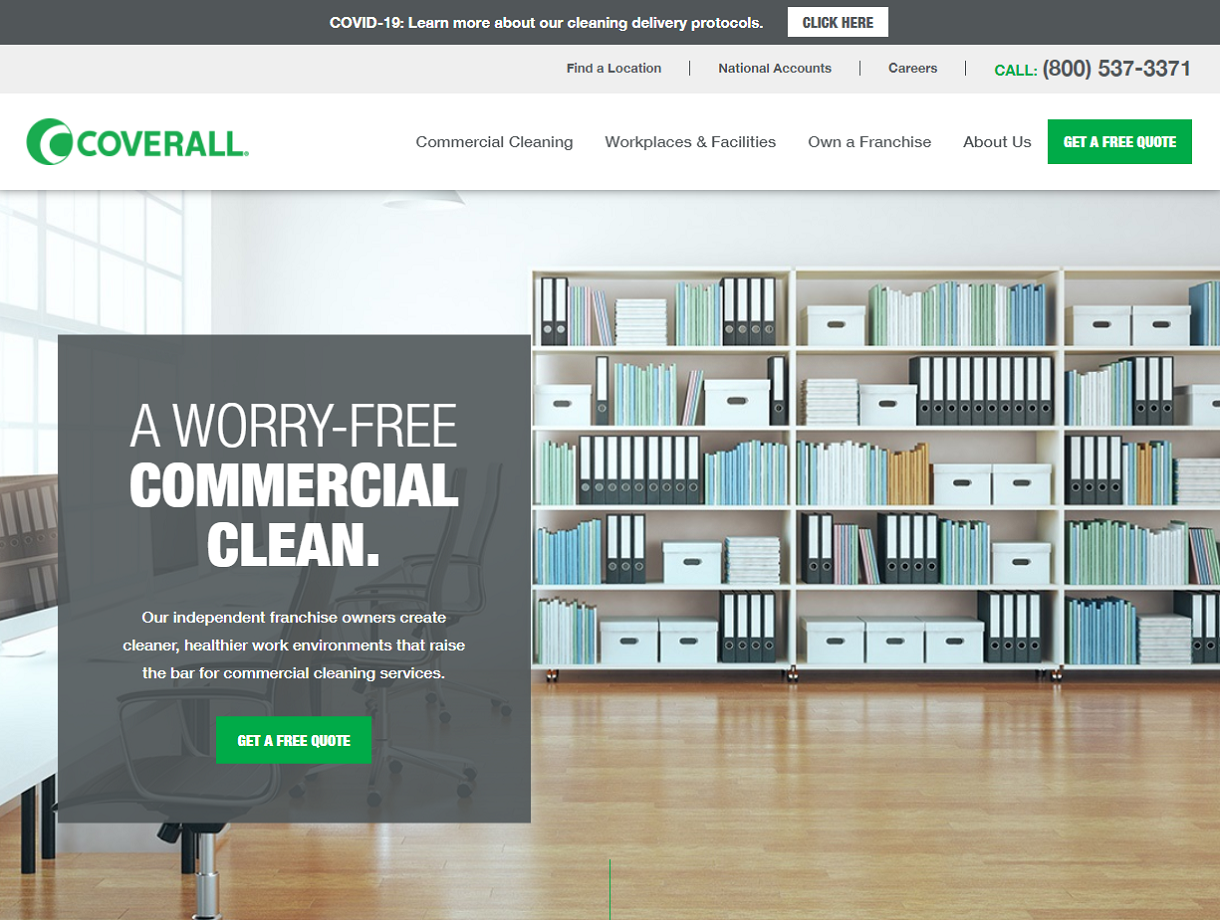 COVID-19: Learn more about our cleaning delivery protocols. CLICK HERE
Find a Location | National Accounts | Careers | CALL: (800) 537-3371
COVERALL®
Commercial Cleaning Workplaces & Facilities Own a Franchise About Us GET A FREE QUOTE
A WORRY-FREE
COMMERCIAL
CLEAN.
Our independent franchise owners create
cleaner, healthier work environments that raise
the bar for commercial cleaning services.
GET A FREE QUOTE